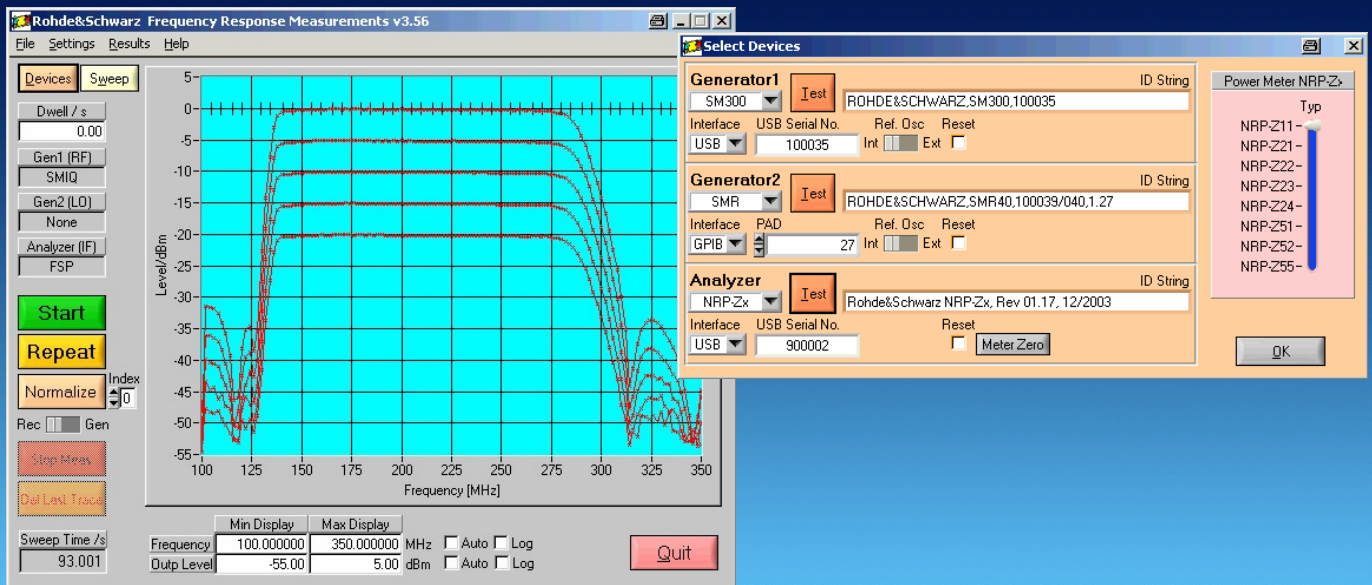 Rohde&Schwarz Frequency Response Measurements v3.56
File Settings Results Help
Devices Sweep
Dwell / s
0.00
Gen1 (RF)
SMIQ
Gen2 (LO)
None
Analyzer (IF)
FSP
Start
Repeat
Normalize
Index
0
Rec Gen
Stop Meas
Del Last Trace
Sweep Time /s
93.001
Level/dBm
5
0
-5
-10
-15
-20
-25
-30
-35
-40
-45
-50
-55
100 125 150 175 200 225 250 275 300 325 350
Frequency [MHz]
Min Display Max Display
Frequency 100.000000 350.000000 MHz Auto Log
Outp Level -55.00 5.00 dBm Auto Log
Quit
Select Devices
Generator1 ID String
SM300 Test ROHDE&SCHWARZ,SM300,100035
Interface USB Serial No. Ref. Osc Reset
USB 100035 Int Ext
Generator2 ID String
SMR Test ROHDE&SCHWARZ,SMR40,100039/040,1.27
Interface PAD Ref. Osc Reset
GPIB 27 Int Ext
Analyzer ID String
NRP-Zx Test Rohde&Schwarz NRP-Zx, Rev 01.17, 12/2003
Interface USB Serial No. Reset
USB 900002 Meter Zero
Power Meter NRP-Zx
Typ
NRP-Z11
NRP-Z21
NRP-Z22
NRP-Z23
NRP-Z24
NRP-Z51
NRP-Z52
NRP-Z55
OK